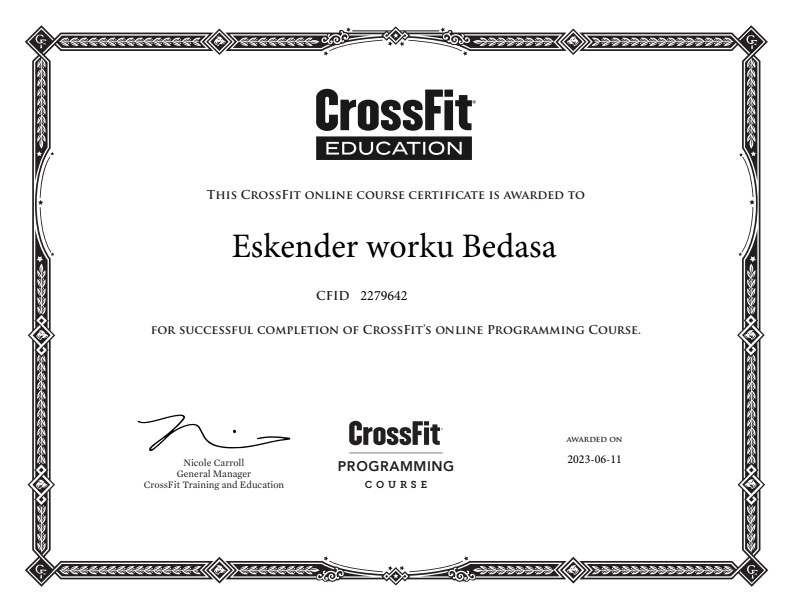 CrossFit
EDUCATION
THIS CROSSFIT ONLINE COURSE CERTIFICATE IS AWARDED TO
Eskender worku Bedasa
CFID 2279642
FOR SUCCESSFUL COMPLETION OF CROSSFIT'S ONLINE PROGRAMMING COURSE.
Nicole Carroll
General Manager
CrossFit Training and Education
CrossFit
PROGRAMMING
COURSE
AWARDED ON
2023-06-11